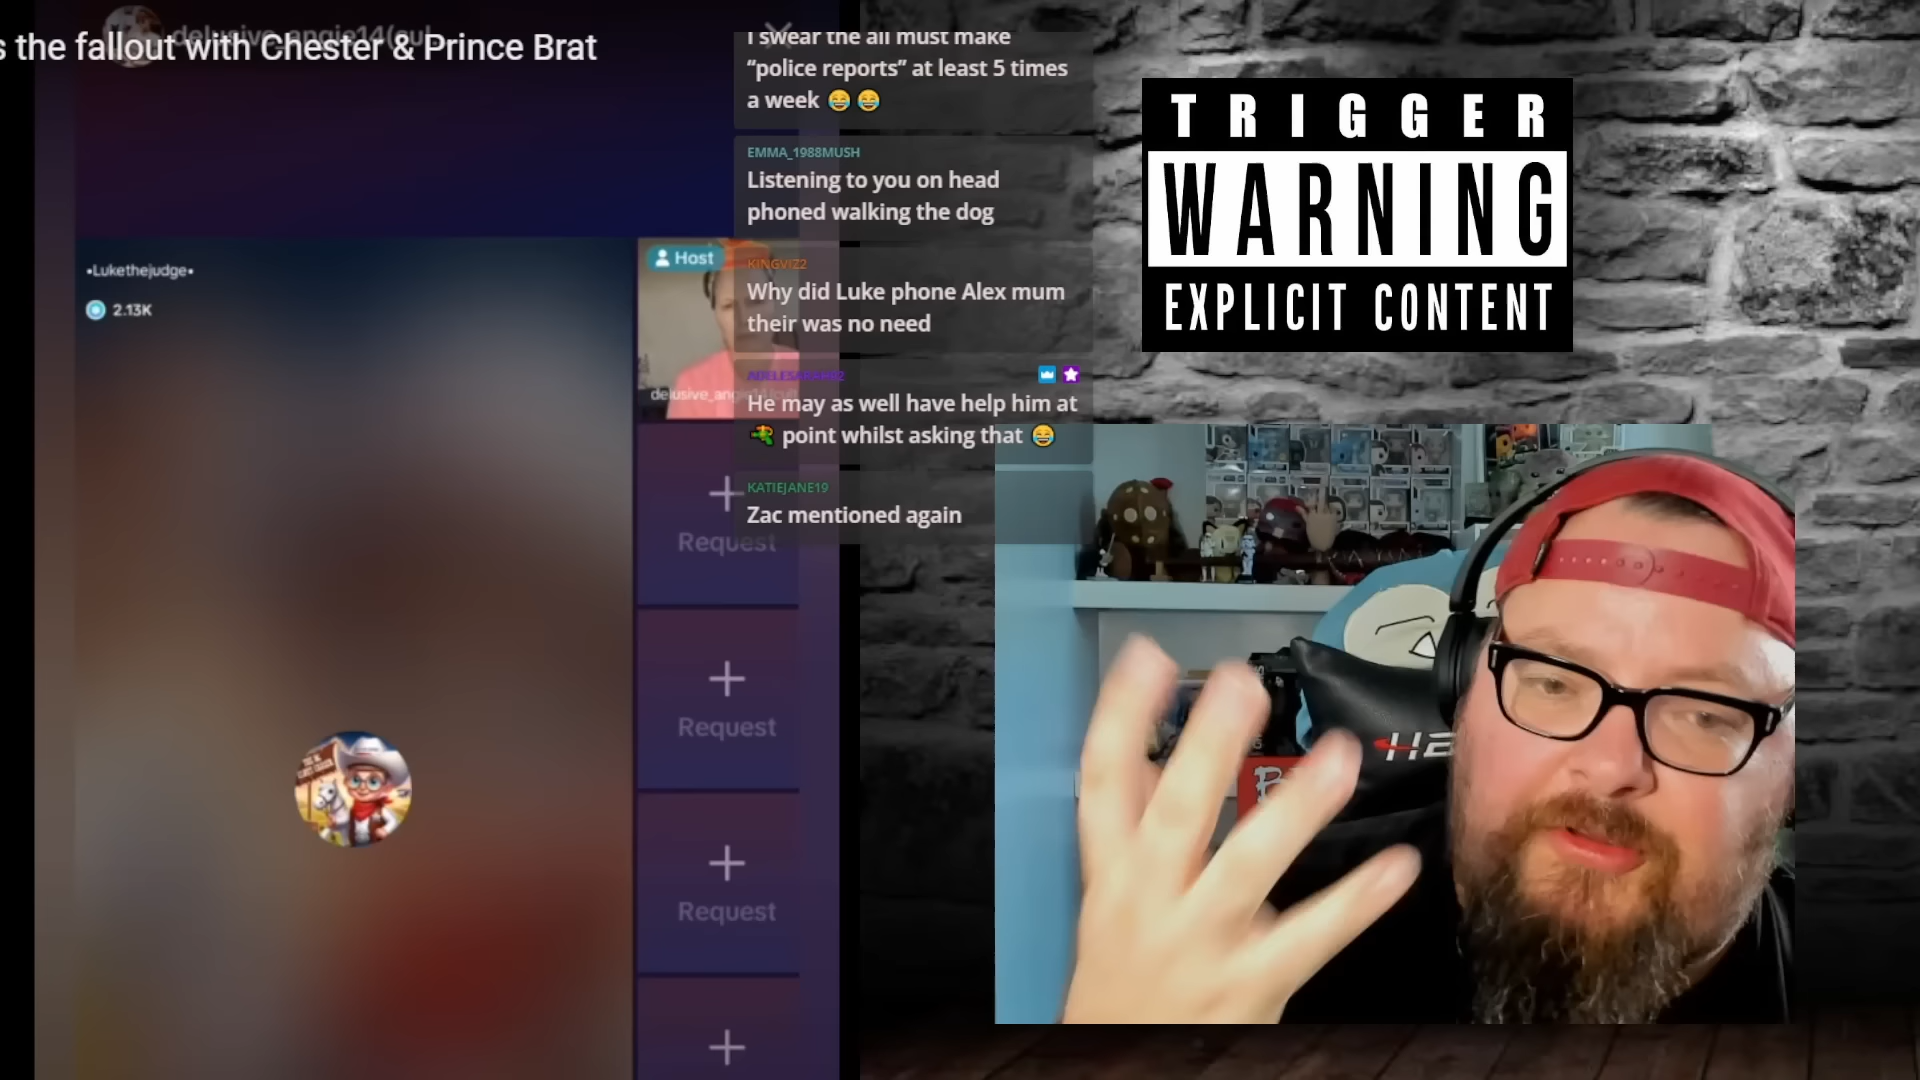 s the fallout with Chester & Prince Brat
I swear the all must make
“police reports” at least 5 times
a week 😂 😂
EMMA_1988MUSH
Listening to you on head
phoned walking the dog
•Lukethejudge•
2.13K
Host
KINGVIZ2
Why did Luke phone Alex mum
their was no need
delusive_ang
He may as well have help him at
🔫 point whilst asking that 😂
KATIEJANE19
Zac mentioned again
Request
Request
Request
TRIGGER
WARNING
EXPLICIT CONTENT